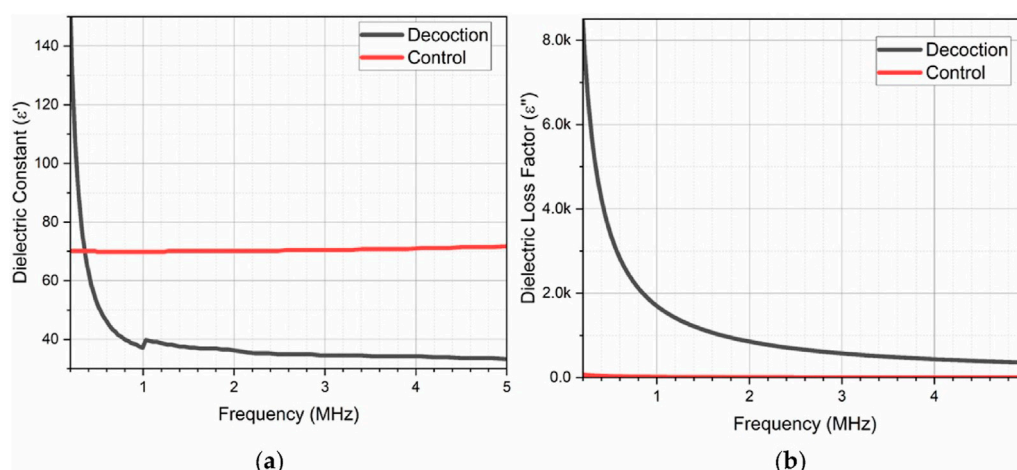 140
120
100
80
60
40
Dielectric Constant (ε')
Decoction
Control
1
2
3
4
5
Frequency (MHz)
(a)
8.0k
6.0k
4.0k
2.0k
0.0
Dielectric Loss Factor (ε'')
Decoction
Control
1
2
3
4
Frequency (MHz)
(b)